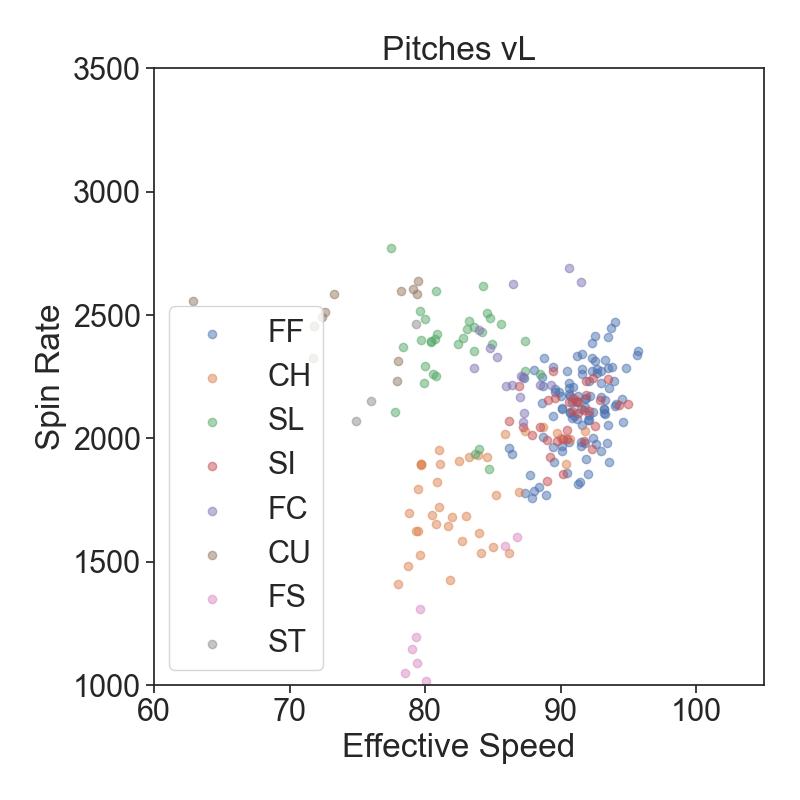 Pitches vL
3500
3000
2500
2000
1500
1000
Spin Rate
FF
CH
SL
SI
FC
CU
FS
ST
60 70 80 90 100
Effective Speed